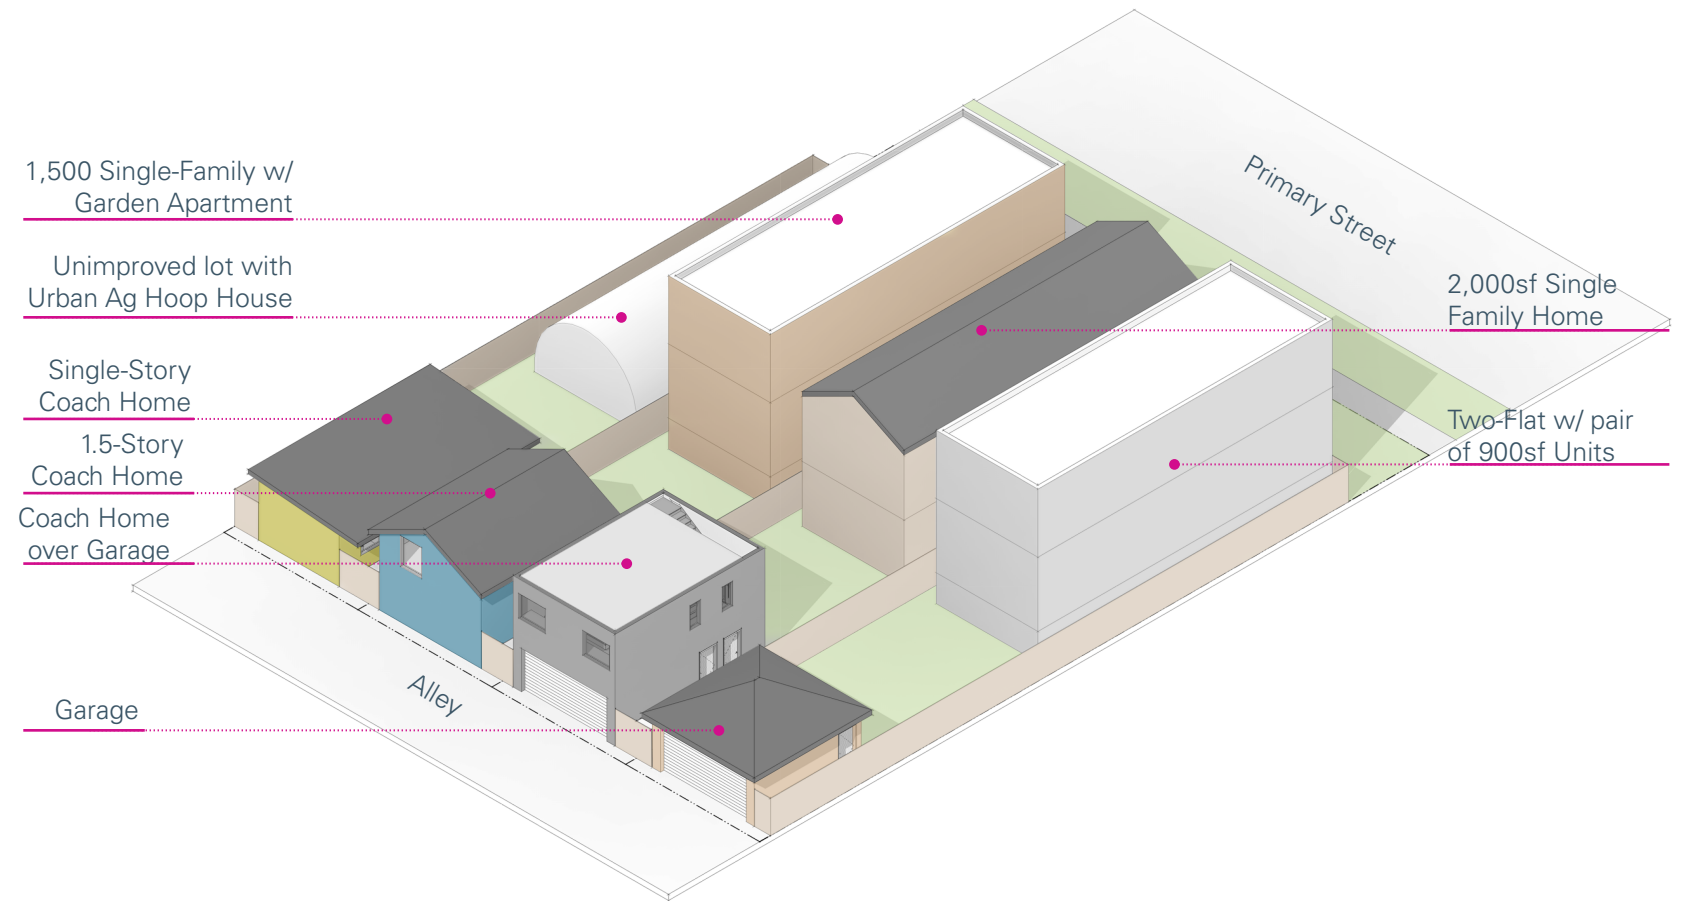 1,500 Single-Family w/
Garden Apartment
Unimproved lot with
Urban Ag Hoop House
Single-Story
Coach Home
1.5-Story
Coach Home
Coach Home
over Garage
Garage
Alley
Primary Street
2,000sf Single
Family Home
Two-Flat w/ pair
of 900sf Units